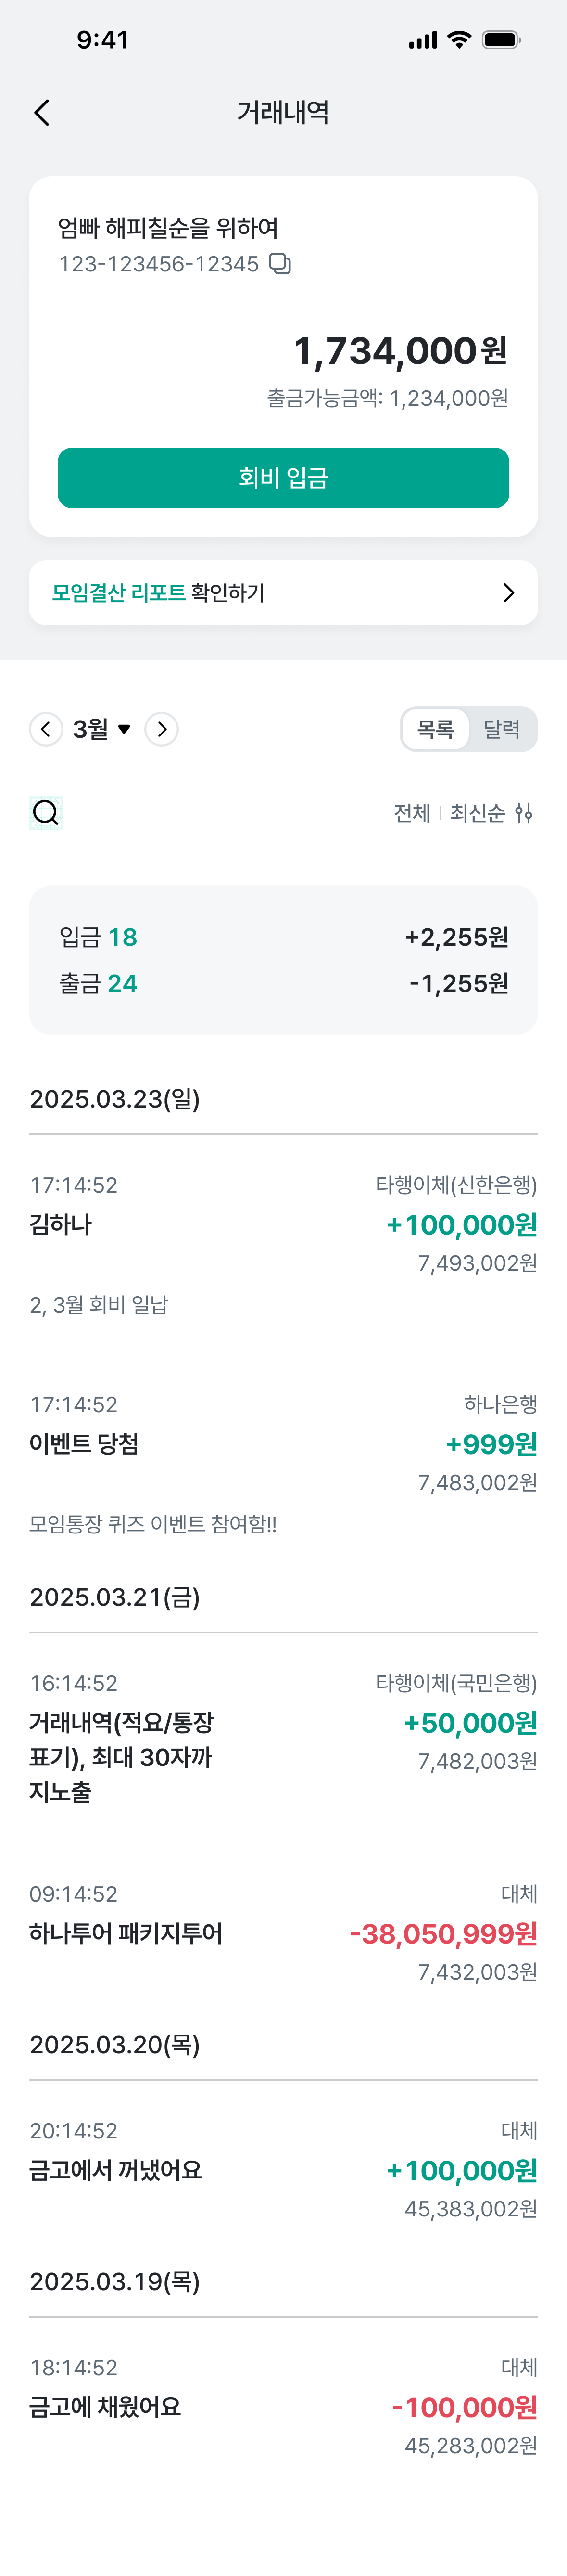 9:41
거래내역
엄빠 해피칠순을 위하여
123-123456-12345
1,734,000원
출금가능금액: 1,234,000원
회비 입금
모임결산 리포트 확인하기
3월
목록 달력
전체 최신순
입금 18 +2,255원
출금 24 -1,255원
2025.03.23(일)
17:14:52 타행이체(신한은행)
김하나 +100,000원
7,493,002원
2, 3월 회비 일납
17:14:52 하나은행
이벤트 당첨 +999원
7,483,002원
모임통장 퀴즈 이벤트 참여함!!
2025.03.21(금)
16:14:52 타행이체(국민은행)
거래내역(적요/통장 +50,000원
표기), 최대 30자까 7,482,003원
지노출
09:14:52 대체
하나투어 패키지투어 -38,050,999원
7,432,003원
2025.03.20(목)
20:14:52 대체
금고에서 꺼냈어요 +100,000원
45,383,002원
2025.03.19(목)
18:14:52 대체
금고에 채웠어요 -100,000원
45,283,002원